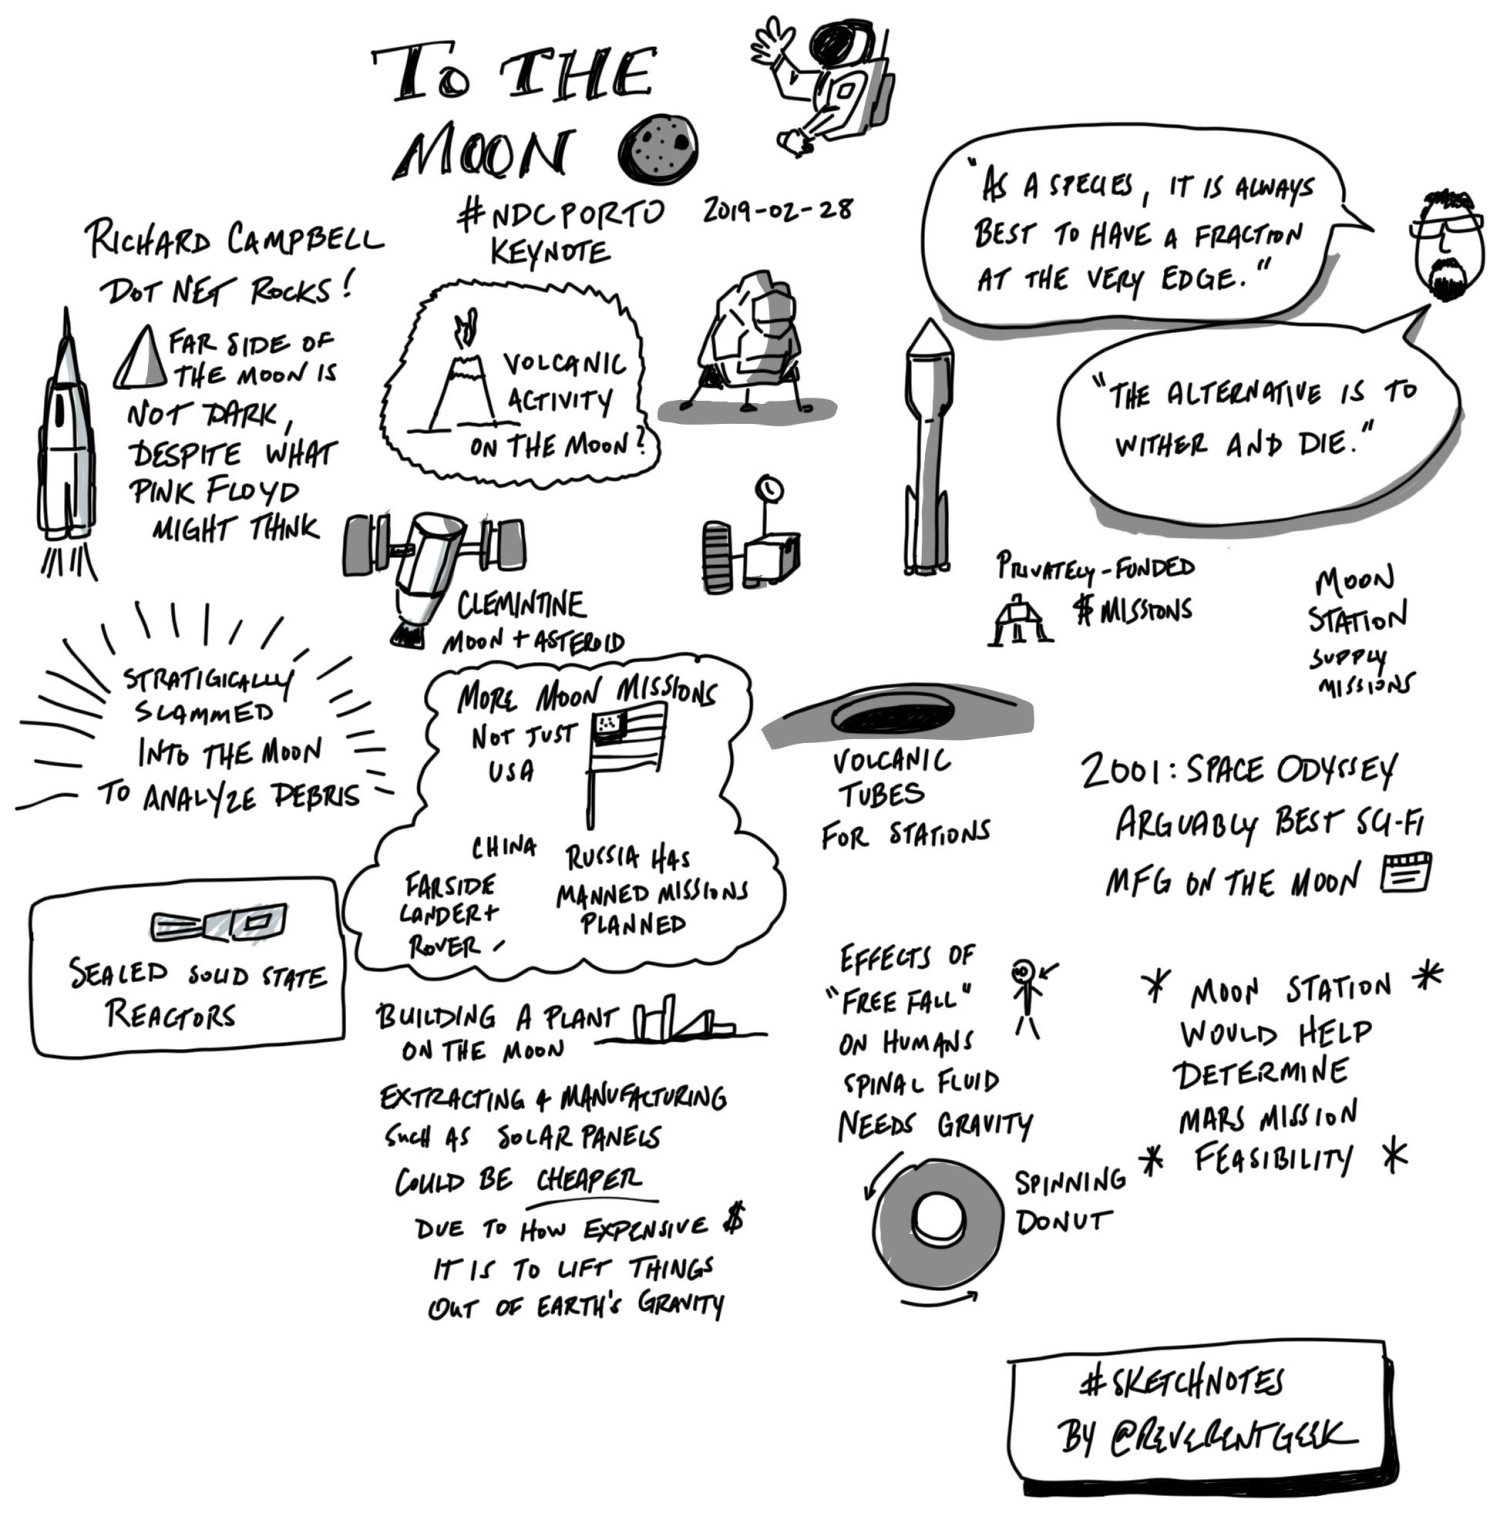 TO THE
MOON
#NDCPORTO 2019-02-28
KEYNOTE
RICHARD CAMPBELL
DOT NET ROCKS!
"AS A SPECIES, IT IS ALWAYS
BEST TO HAVE A FRACTION
AT THE VERY EDGE."
"THE ALTERNATIVE IS TO
WITHER AND DIE."
FAR SIDE OF
THE MOON IS
NOT DARK,
DESPITE WHAT
PINK FLOYD
MIGHT THINK
VOLCANIC
ACTIVITY
ON THE MOON?
CLEMINTINE
MOON + ASTEROID
STRATIGICALLY
SLAMMED
INTO THE MOON
TO ANALYZE DEBRIS
MORE MOON MISSIONS
NOT JUST
USA
CHINA
FARSIDE
LANDER +
ROVER
RUSSIA HAS
MANNED MISSIONS
PLANNED
SEALED SOLID STATE
REACTORS
BUILDING A PLANT
ON THE MOON
EXTRACTING & MANUFACTURING
SUCH AS SOLAR PANELS
COULD BE CHEAPER
DUE TO HOW EXPENSIVE $
IT IS TO LIFT THINGS
OUT OF EARTH'S GRAVITY
PRIVATELY-FUNDED
$ MISSIONS
MOON
STATION
SUPPLY
MISSIONS
VOLCANIC
TUBES
FOR STATIONS
2001: SPACE ODYSSEY
ARGUABLY BEST SCI-FI
MFG ON THE MOON
EFFECTS OF
"FREE FALL"
ON HUMANS
SPINAL FLUID
NEEDS GRAVITY
SPINNING
DONUT
* MOON STATION *
WOULD HELP
DETERMINE
MARS MISSION
* FEASIBILITY *
#SKETCHNOTES
BY @REVERENTGEEK